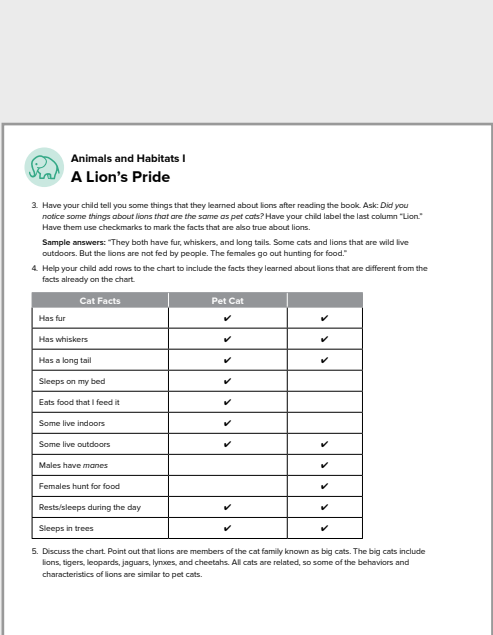 Animals and Habitats I
A Lion's Pride
3. Have your child tell you some things that they learned about lions after reading the book. Ask: Did you
notice some things about lions that are the same as pet cats? Have your child label the last column “Lion.”
Have them use checkmarks to mark the facts that are also true about lions.
Sample answers: “They both have fur, whiskers, and long tails. Some cats and lions that are wild live
outdoors. But the lions are not fed by people. The females go out hunting for food.”
4. Help your child add rows to the chart to include the facts they learned about lions that are different from the
facts already on the chart.
Cat Facts Pet Cat
Has fur ✔ ✔
Has whiskers ✔ ✔
Has a long tail ✔ ✔
Sleeps on my bed ✔
Eats food that I feed it ✔
Some live indoors ✔
Some live outdoors ✔ ✔
Males have manes ✔
Females hunt for food ✔
Rests/sleeps during the day ✔ ✔
Sleeps in trees ✔ ✔
5. Discuss the chart. Point out that lions are members of the cat family known as big cats. The big cats include
lions, tigers, leopards, jaguars, lynxes, and cheetahs. All cats are related, so some of the behaviors and
characteristics of lions are similar to pet cats.